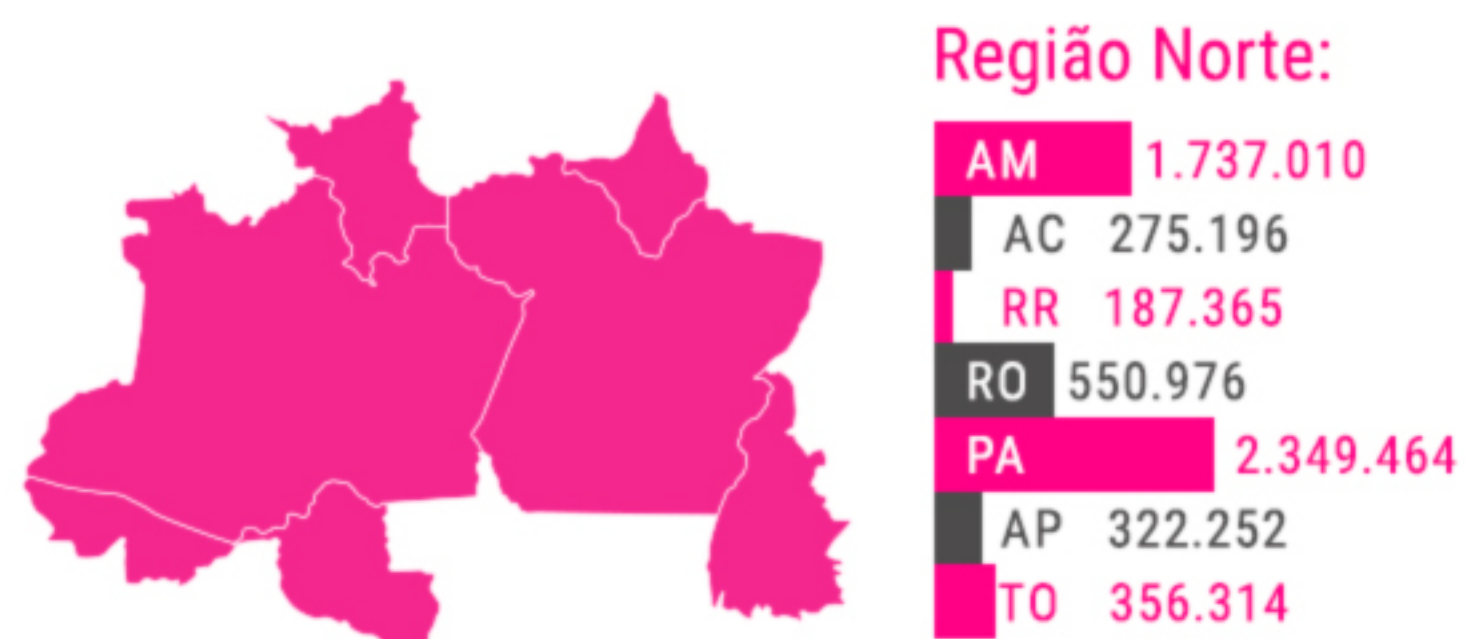 Região Norte:
AM 1.737.010
AC 275.196
RR 187.365
RO 550.976
PA 2.349.464
AP 322.252
TO 356.314